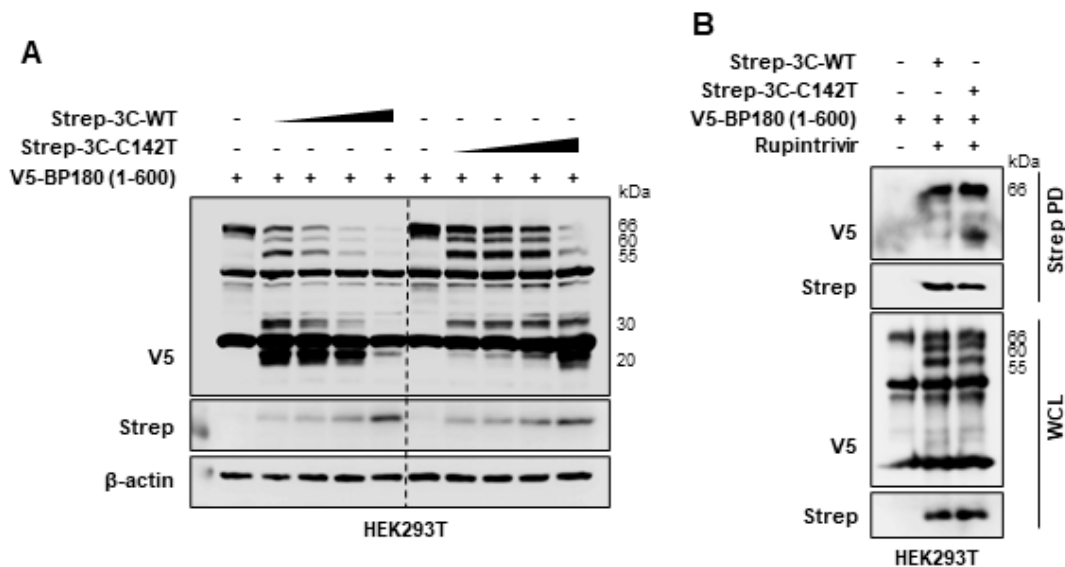 A
Strep-3C-WT - - - - - -
Strep-3C-C142T - - - - - -
V5-BP180 (1-600) + + + + + + + + + +
kDa
66
60
55
30
20
V5
Strep
β-actin
HEK293T
B
Strep-3C-WT - + -
Strep-3C-C142T - - +
V5-BP180 (1-600) + + +
Rupintrivir - + +
kDa
66
V5
Strep
Strep PD
66
60
55
V5
Strep
WCL
HEK293T